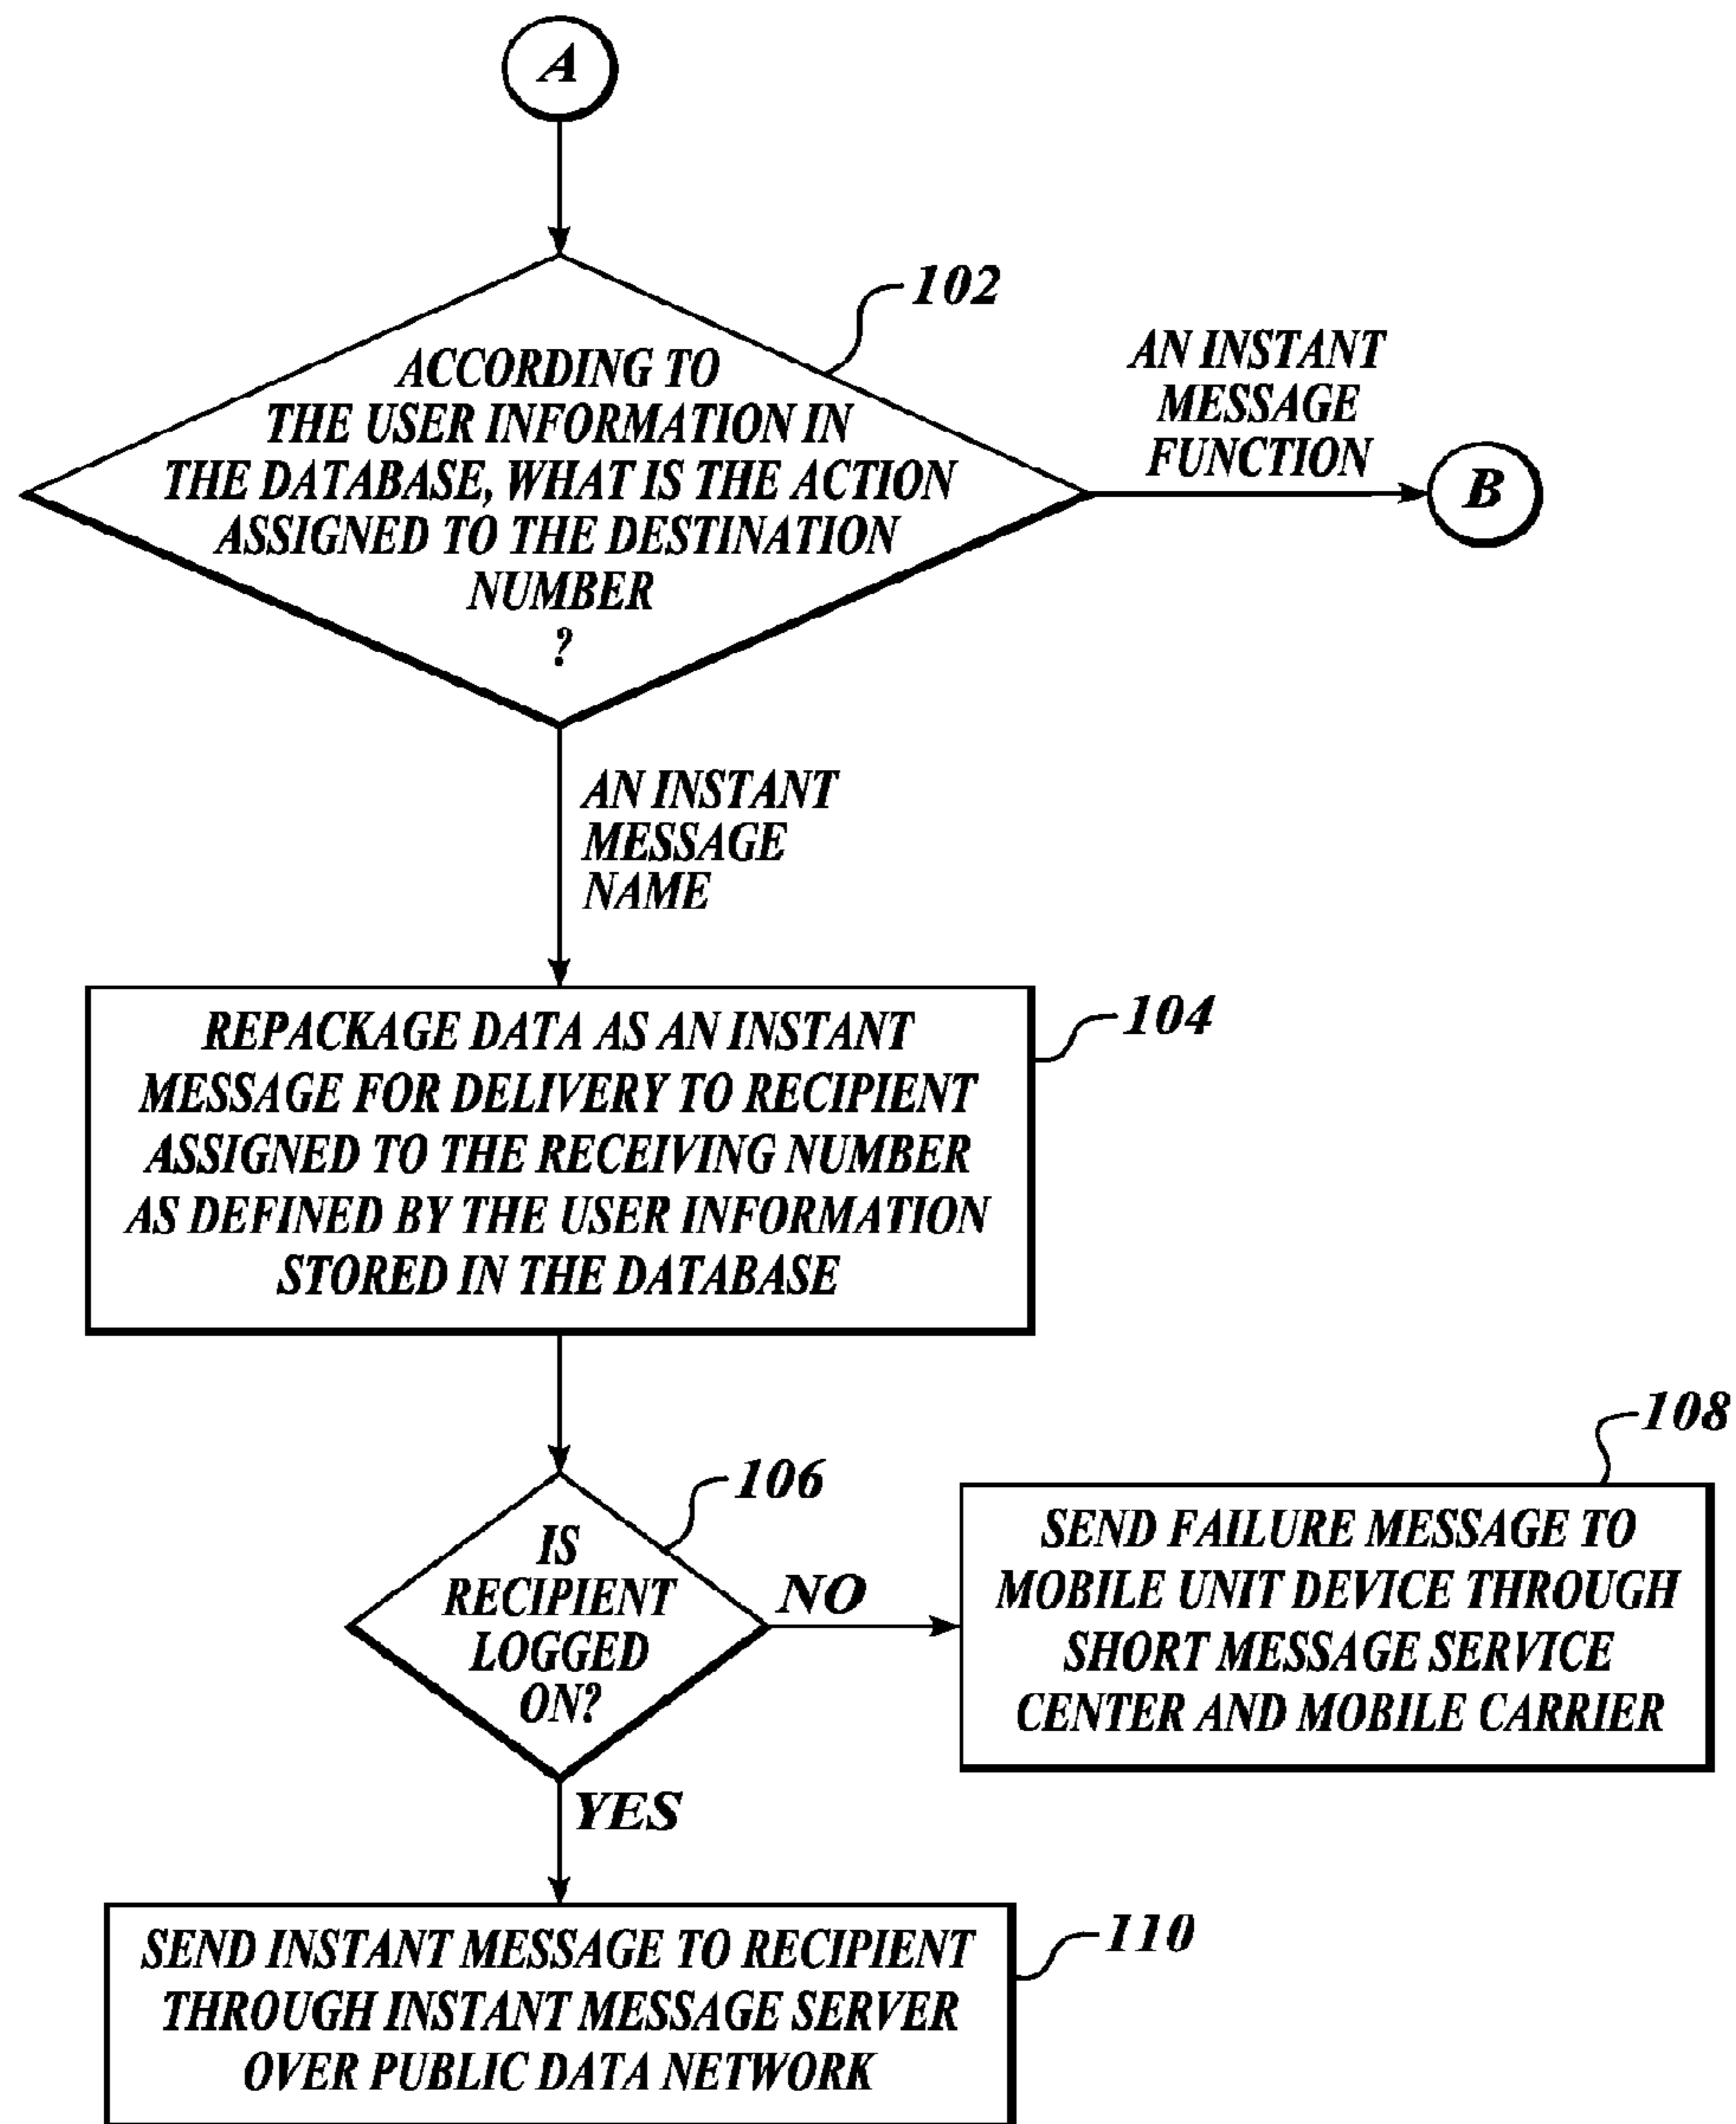 A
102
ACCORDING TO
THE USER INFORMATION IN
THE DATABASE, WHAT IS THE ACTION
ASSIGNED TO THE DESTINATION
NUMBER
?
AN INSTANT
MESSAGE
FUNCTION
B
AN INSTANT
MESSAGE
NAME
REPACKAGE DATA AS AN INSTANT
MESSAGE FOR DELIVERY TO RECIPIENT
ASSIGNED TO THE RECEIVING NUMBER
AS DEFINED BY THE USER INFORMATION
STORED IN THE DATABASE
104
106
IS
RECIPIENT
LOGGED
ON?
NO
108
SEND FAILURE MESSAGE TO
MOBILE UNIT DEVICE THROUGH
SHORT MESSAGE SERVICE
CENTER AND MOBILE CARRIER
YES
SEND INSTANT MESSAGE TO RECIPIENT
THROUGH INSTANT MESSAGE SERVER
OVER PUBLIC DATA NETWORK
110